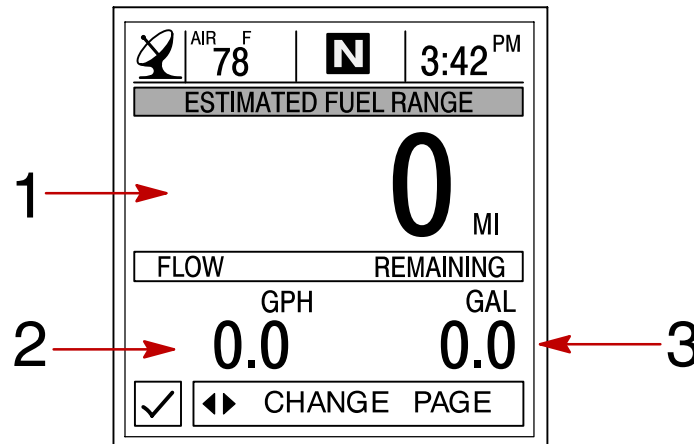 AIR F
78 N 3:42 PM
ESTIMATED FUEL RANGE
1 0 MI
FLOW REMAINING
GPH GAL
2 0.0 0.0 3
CHANGE PAGE